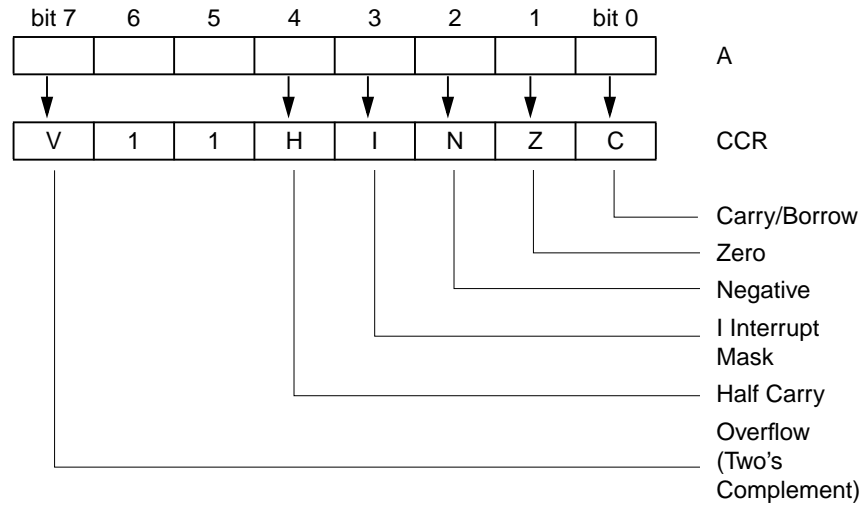 bit 7 6 5 4 3 2 1 bit 0
A
V 1 1 H I N Z C
CCR
Carry/Borrow
Zero
Negative
I Interrupt
Mask
Half Carry
Overflow
(Two’s
Complement)